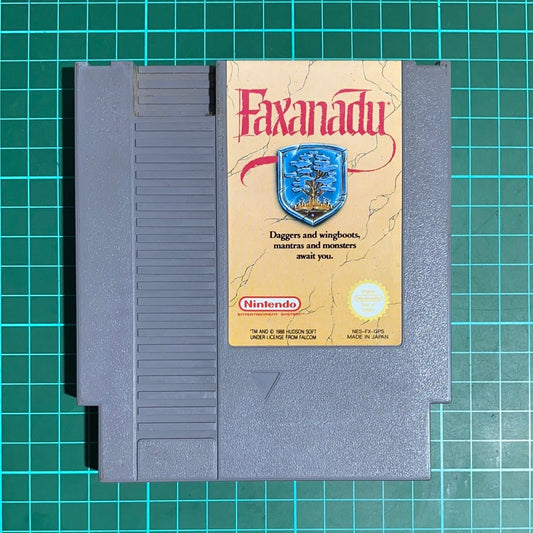 Faxanadu
Daggers and wingboots,
mantras and monsters
await you.
Nintendo
ENTERTAINMENT SYSTEM
™ AND © 1988 HUDSON SOFT
UNDER LICENSE FROM FALCOM
NES-FX-GPS
MADE IN JAPAN